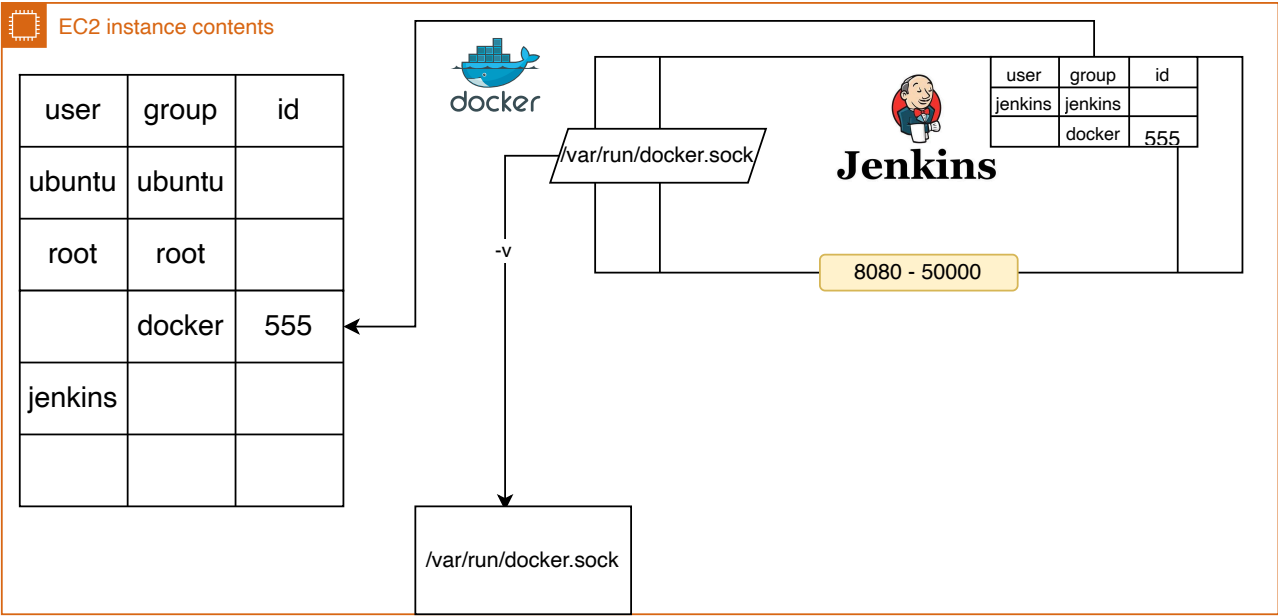 EC2 instance contents
user group id
ubuntu ubuntu
root root
docker 555
jenkins
docker
/var/run/docker.sock
-v
/var/run/docker.sock
Jenkins
user group id
jenkins jenkins
docker 555
8080 - 50000